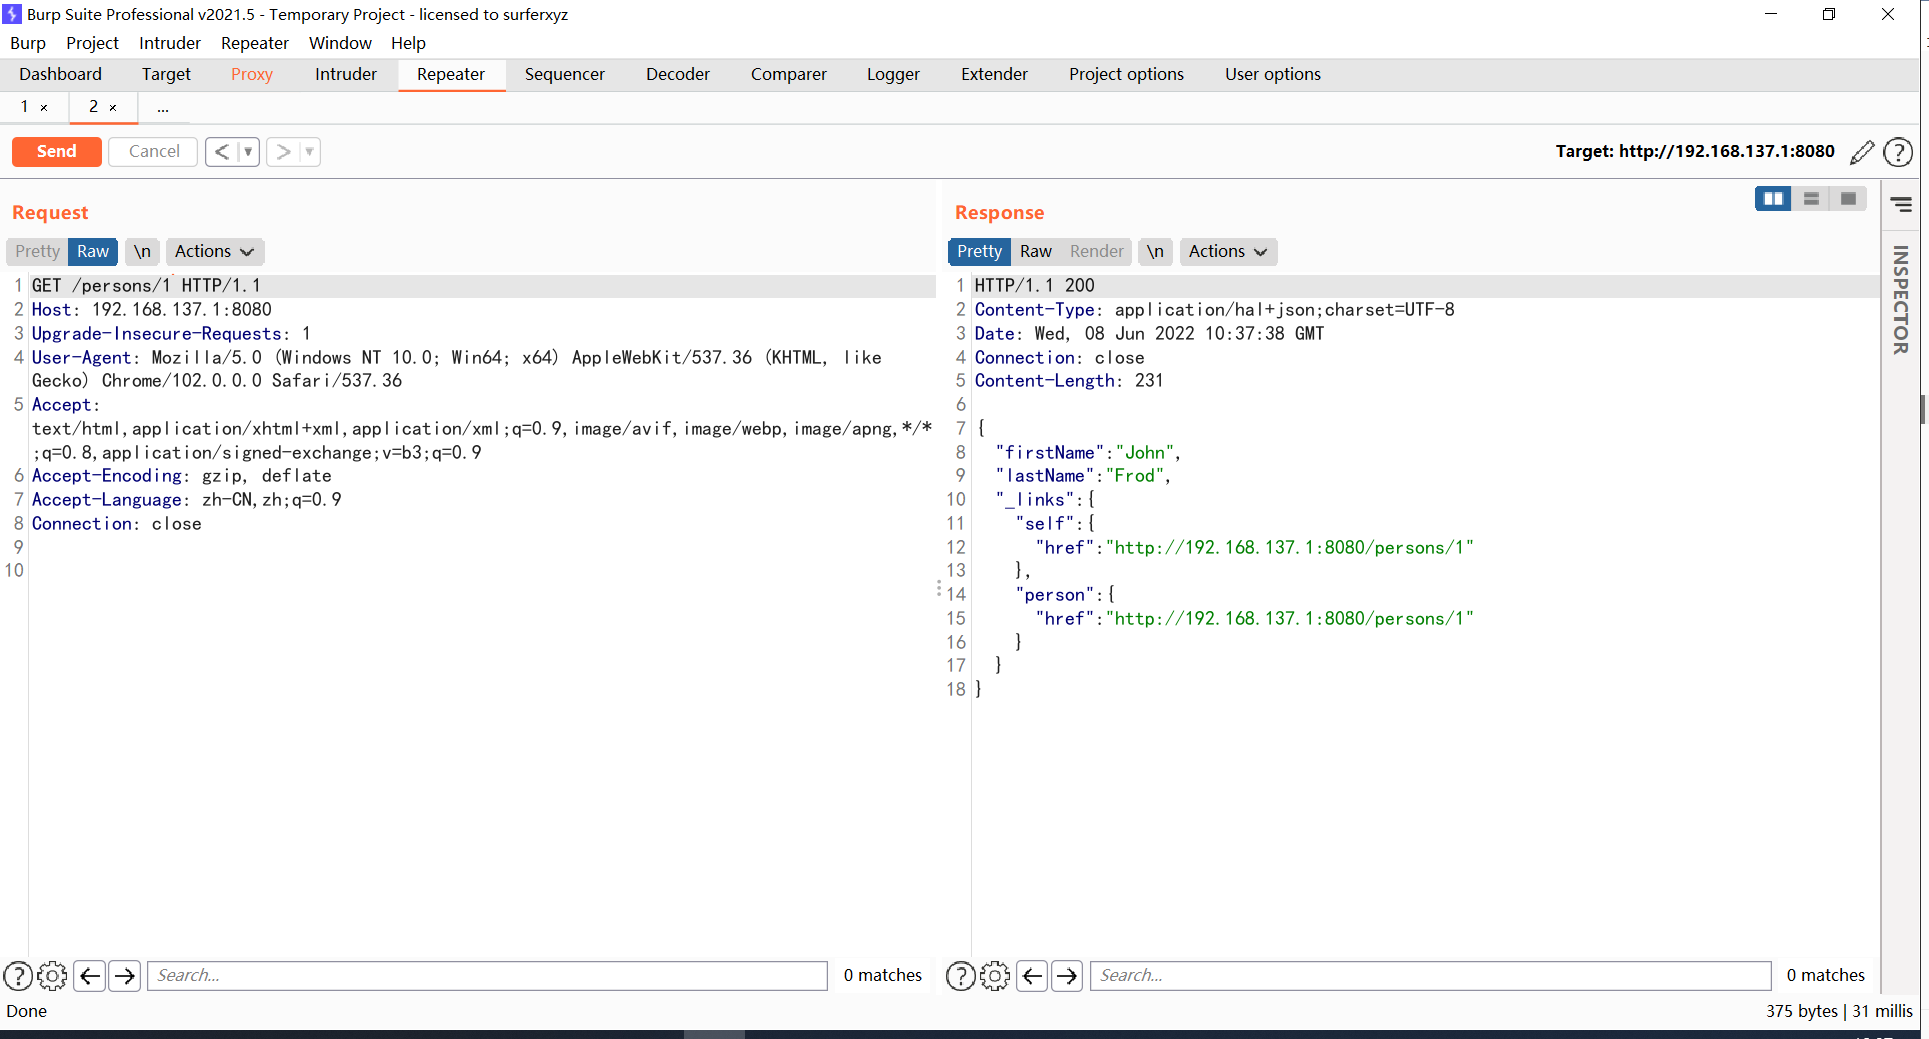 Burp Suite Professional v2021.5 - Temporary Project - licensed to surferxyz
Burp Project Intruder Repeater Window Help
Dashboard Target Proxy Intruder Repeater Sequencer Decoder Comparer Logger Extender Project options User options
1 × 2 × ...
Send Cancel < > Target: http://192.168.137.1:8080 ?
Request
Pretty Raw \n Actions
1 GET /persons/1 HTTP/1.1
2 Host: 192.168.137.1:8080
3 Upgrade-Insecure-Requests: 1
4 User-Agent: Mozilla/5.0 (Windows NT 10.0; Win64; x64) AppleWebKit/537.36 (KHTML, like
Gecko) Chrome/102.0.0.0 Safari/537.36
5 Accept:
text/html,application/xhtml+xml,application/xml;q=0.9,image/avif,image/webp,image/apng,*/*
;q=0.8,application/signed-exchange;v=b3;q=0.9
6 Accept-Encoding: gzip, deflate
7 Accept-Language: zh-CN,zh;q=0.9
8 Connection: close
9
10
Response
Pretty Raw Render \n Actions
1 HTTP/1.1 200
2 Content-Type: application/hal+json;charset=UTF-8
3 Date: Wed, 08 Jun 2022 10:37:38 GMT
4 Connection: close
5 Content-Length: 231
6
7 {
8 "firstName":"John",
9 "lastName":"Frod",
10 "_links":{
11 "self":{
12 "href":"http://192.168.137.1:8080/persons/1"
13 },
14 "person":{
15 "href":"http://192.168.137.1:8080/persons/1"
16 }
17 }
18 }
INSPECTOR
? Search... 0 matches
? Search... 0 matches
Done
375 bytes | 31 millis